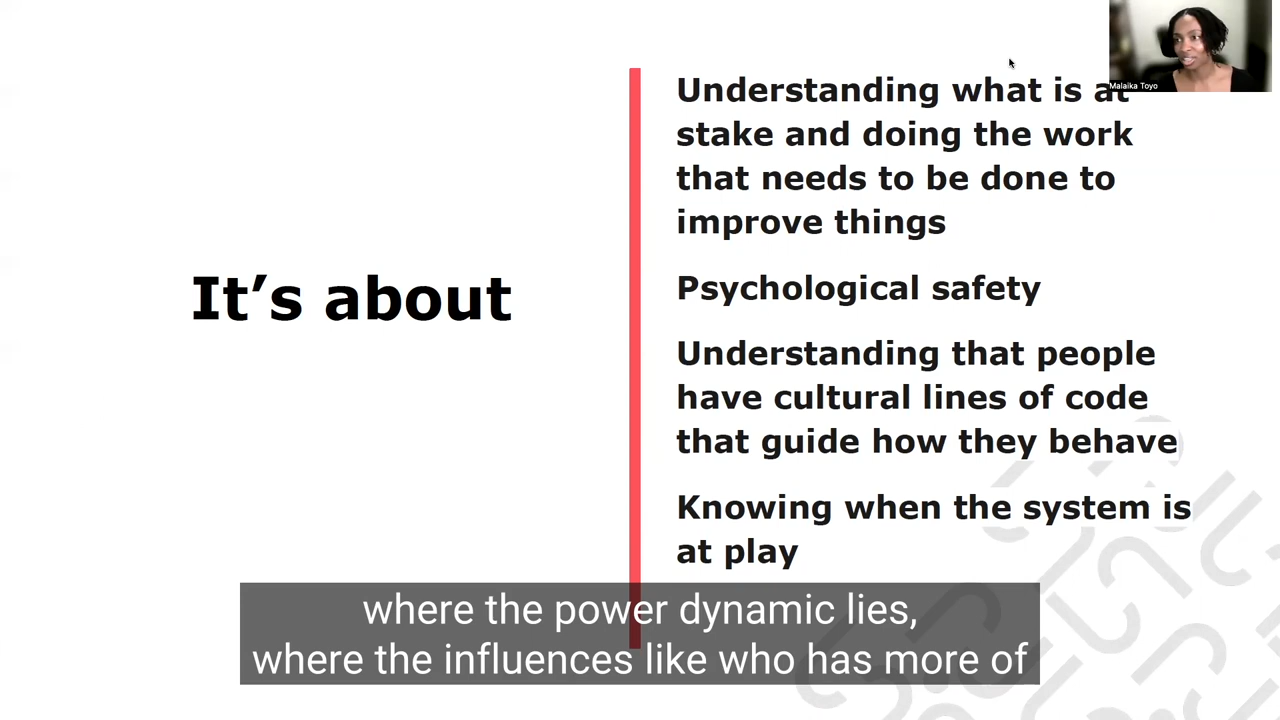 Malaika Toyo
Understanding what is at
stake and doing the work
that needs to be done to
improve things
It’s about
Psychological safety
Understanding that people
have cultural lines of code
that guide how they behave
Knowing when the system is
at play
where the power dynamic lies,
where the influences like who has more of